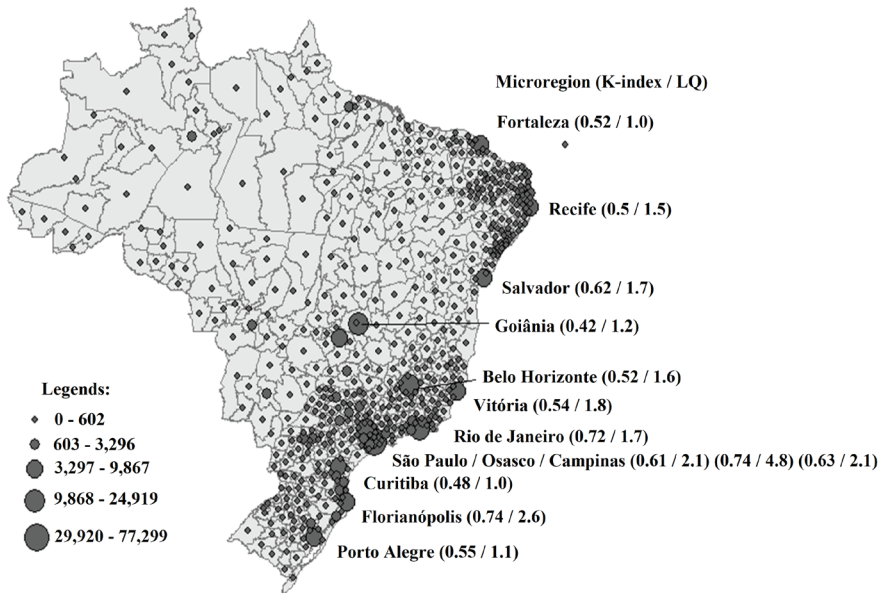 Microregion (K-index / LQ)
Fortaleza (0.52 / 1.0)
Recife (0.5 / 1.5)
Salvador (0.62 / 1.7)
Goiânia (0.42 / 1.2)
Belo Horizonte (0.52 / 1.6)
Vitória (0.54 / 1.8)
Rio de Janeiro (0.72 / 1.7)
São Paulo / Osasco / Campinas (0.61 / 2.1) (0.74 / 4.8) (0.63 / 2.1)
Curitiba (0.48 / 1.0)
Florianópolis (0.74 / 2.6)
Porto Alegre (0.55 / 1.1)
Legends:
0 - 602
603 - 3,296
3,297 - 9,867
9,868 - 24,919
29,920 - 77,299